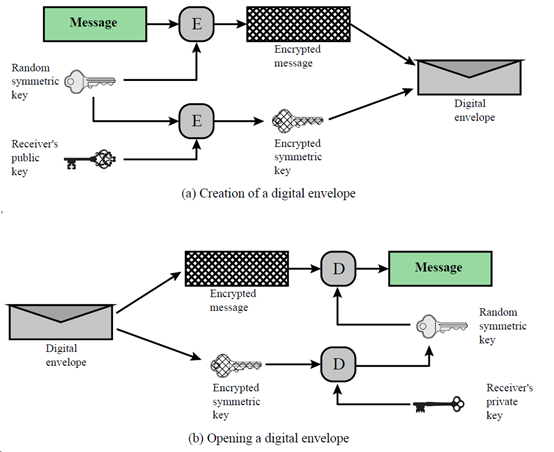 Message
E
Encrypted
message
Random
symmetric
key
Digital
envelope
E
Encrypted
symmetric
key
Receiver's
public
key
(a) Creation of a digital envelope
Encrypted
message
D
Message
Digital
envelope
Random
symmetric
key
Encrypted
symmetric
key
D
Receiver's
private
key
(b) Opening a digital envelope